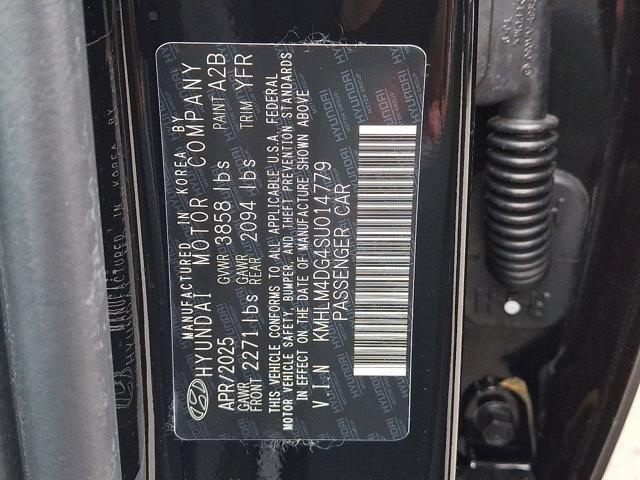 MANUFACTURED IN KOREA BY
HYUNDAI MOTOR COMPANY
APR/2025 GVWR 3858 lbs PAINT A2B
GAWR FRONT 2271 lbs GAWR REAR 2094 lbs TRIM YFR
THIS VEHICLE CONFORMS TO ALL APPLICABLE U.S.A. FEDERAL
MOTOR VEHICLE SAFETY, BUMPER, AND THEFT PREVENTION STANDARDS
IN EFFECT ON THE DATE OF MANUFACTURE SHOWN ABOVE
V I N KMHLM4DG4SU014779
PASSENGER CAR